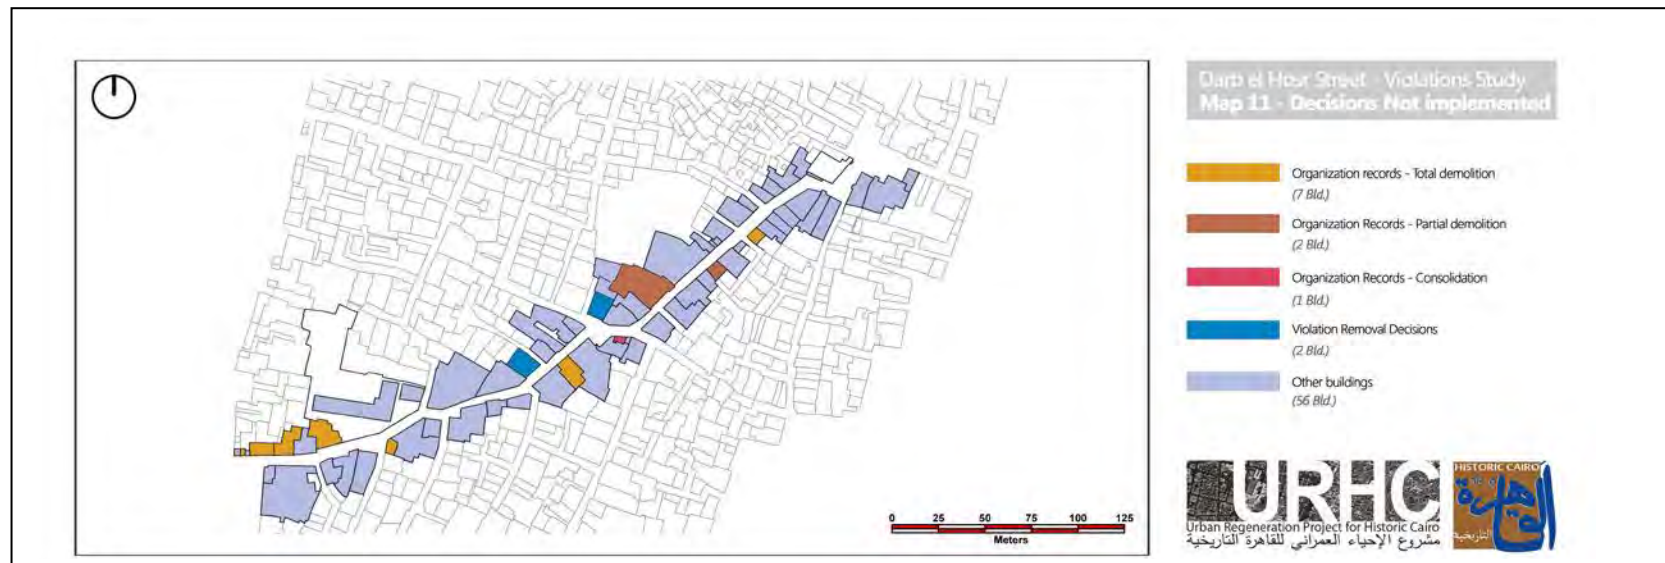 Darb el Hosr Street - Violations Study
Map 11 - Decisions Not implemented
Organization records - Total demolition
(7 Bld.)
Organization Records - Partial demolition
(2 Bld.)
Organization Records - Consolidation
(1 Bld.)
Violation Removal Decisions
(2 Bld.)
Other buildings
(56 Bld.)
0 25 50 75 100 125
Meters
URHC
Urban Regeneration Project for Historic Cairo
مشروع الإحياء العمراني للقاهرة التاريخية
HISTORIC CAIRO
القاهرة
التاريخية